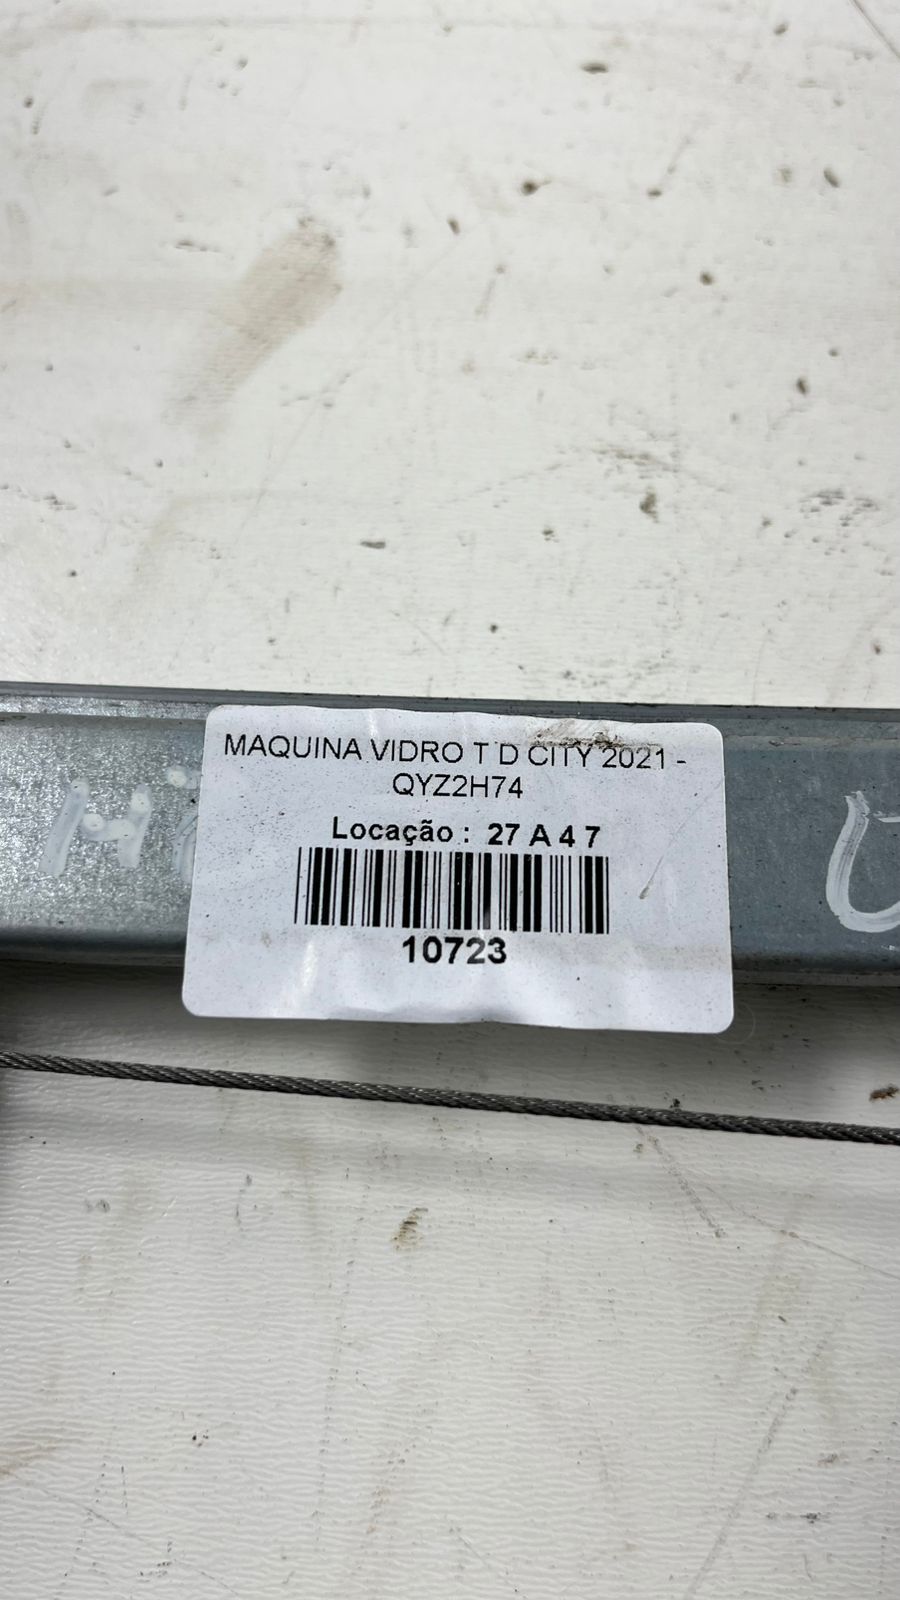 MAQUINA VIDRO T D CITY 2021 -
QYZ2H74
Locação : 27 A 4 7
10723